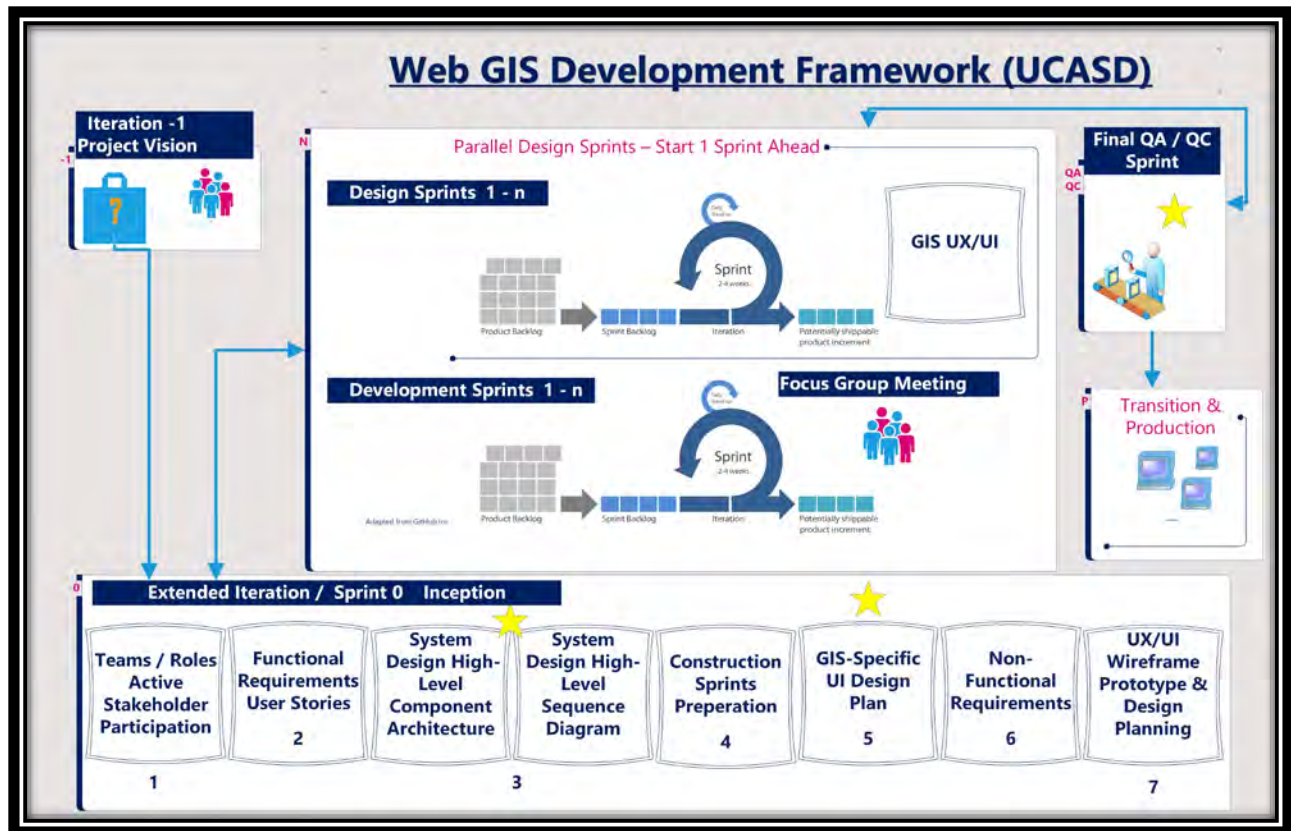 Web GIS Development Framework (UCASD)
Iteration -1
Project Vision
-1
7
N
Parallel Design Sprints – Start 1 Sprint Ahead
Design Sprints 1 - n
Sprint
2-4 weeks
Product Backlog
Sprint Backlog
Iteration
Potentially shippable
product increment
GIS UX/UI
Development Sprints 1 - n
Focus Group Meeting
Sprint
2-4 weeks
Adapted from GitHub Inc
Product Backlog
Sprint Backlog
Iteration
Potentially shippable
product increment
Final QA / QC
Sprint
QA
QC
P
Transition &
Production
0
Extended Iteration / Sprint 0 Inception
Teams / Roles
Active
Stakeholder
Participation
1
Functional
Requirements
User Stories
2
System
Design High-
Level
Component
Architecture
System
Design High-
Level
Sequence
Diagram
3
Construction
Sprints
Preperation
4
GIS-Specific
UI Design
Plan
5
Non-
Functional
Requirements
6
UX/UI
Wireframe
Prototype &
Design
Planning
7